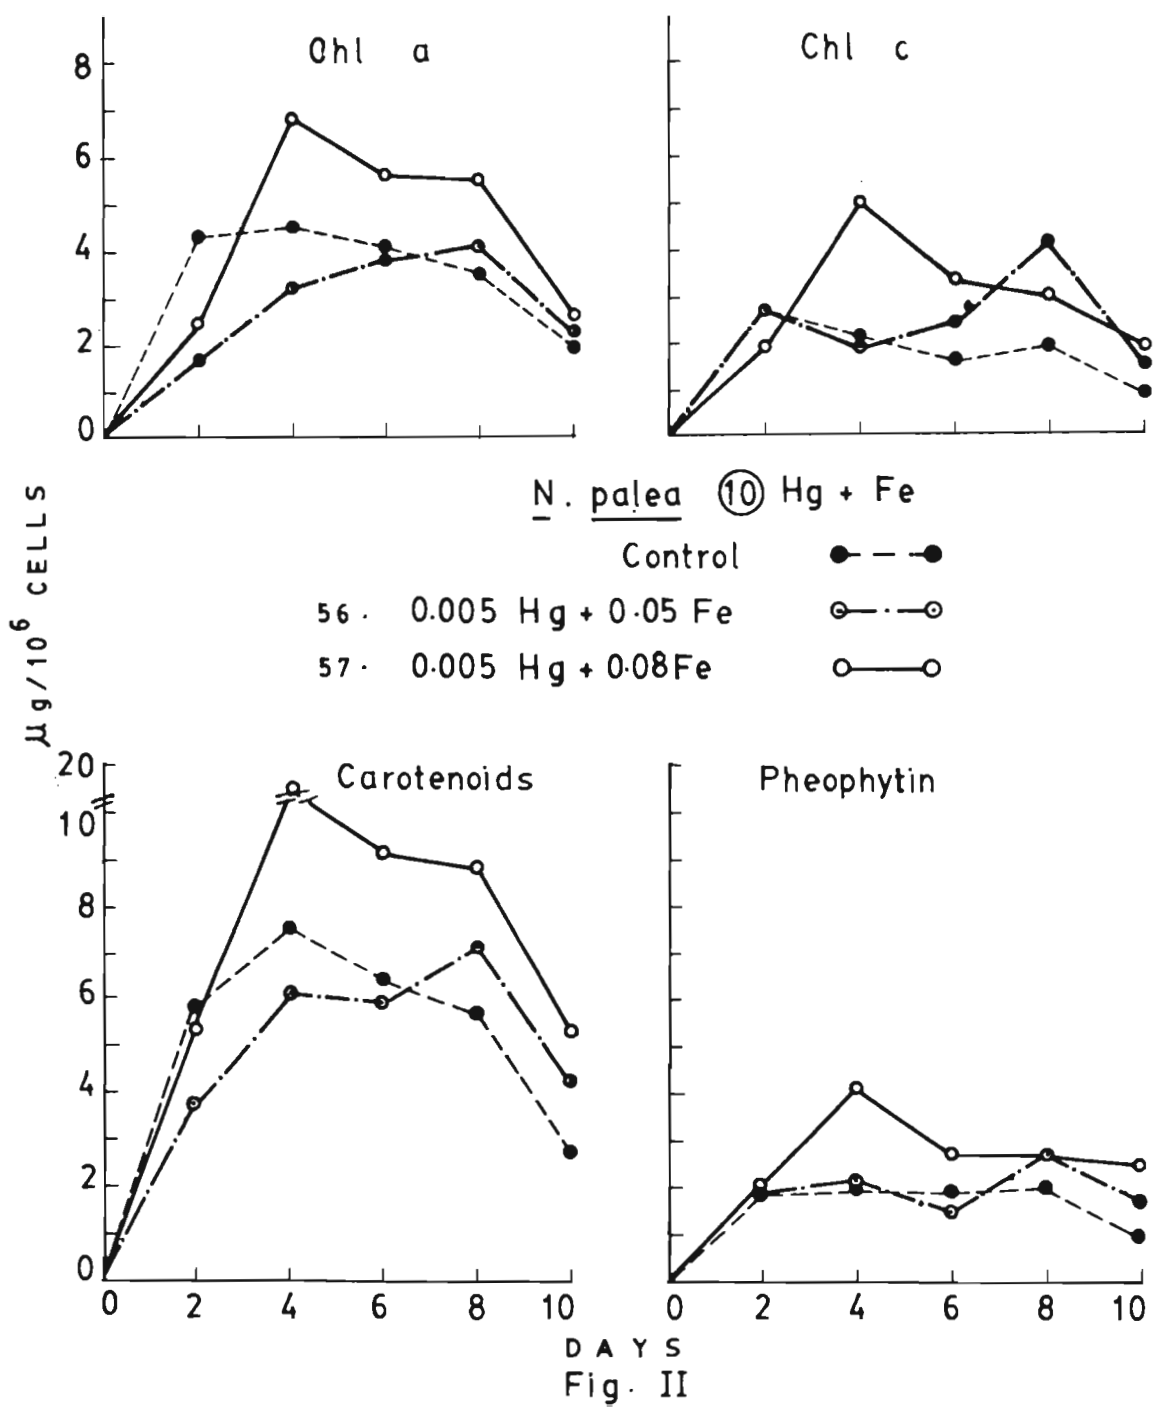 Chl a
Chl c
8
6
4
2
0
N. palea ⑩ Hg + Fe
Control
56. 0.005 Hg + 0.05 Fe
57. 0.005 Hg + 0.08 Fe
µg/10⁶ CELLS
Carotenoids
Pheophytin
20
10
8
6
4
2
0
0 2 4 6 8 10
0 2 4 6 8 10
DAYS
Fig. II